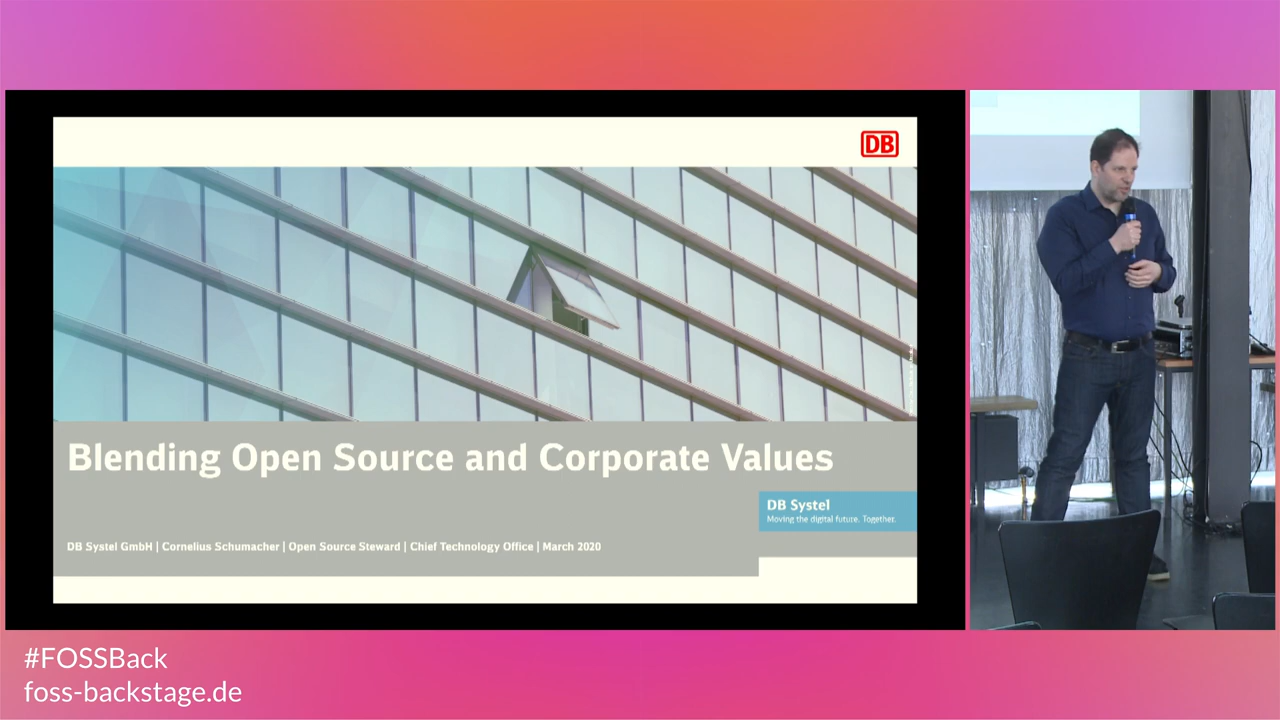 DB
Blending Open Source and Corporate Values
DB Systel
Moving the digital future. Together.
DB Systel GmbH | Cornelius Schumacher | Open Source Steward | Chief Technology Office | March 2020
#FOSSBack
foss-backstage.de